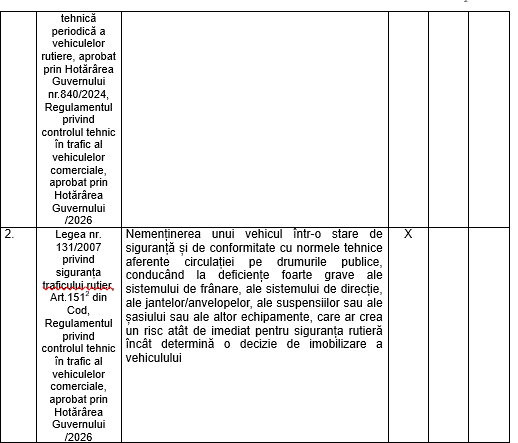 tehnică
periodică a
vehiculelor
rutiere, aprobat
prin Hotărârea
Guvernului
nr.840/2024,
Regulamentul
privind
controlul tehnic
în trafic al
vehiculelor
comerciale,
aprobat prin
Hotărârea
Guvernului
/2026
2.
Legea nr.
131/2007
privind
siguranța
traficului rutier,
Art.151² din
Cod,
Regulamentul
privind
controlul tehnic
în trafic al
vehiculelor
comerciale,
aprobat prin
Hotărârea
Guvernului
/2026
Nemenținerea unui vehicul într-o stare de
siguranță și de conformitate cu normele tehnice
aferente circulației pe drumurile publice,
conducând la deficiențe foarte grave ale
sistemului de frânare, ale sistemului de direcție,
ale jantelor/anvelopelor, ale suspensiilor sau ale
șasiului sau ale altor echipamente, care ar crea
un risc atât de imediat pentru siguranța rutieră
încât determină o decizie de imobilizare a
vehiculului
X